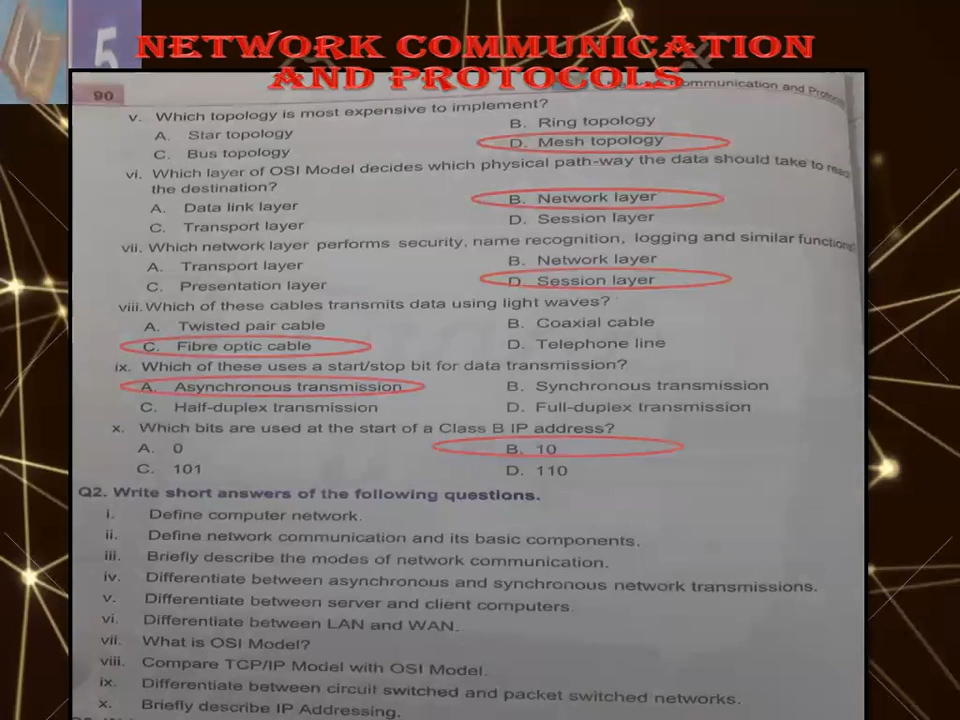 5
NETWORK COMMUNICATION
AND PROTOCOLS
90
ommunication and Protocols
v. Which topology is most expensive to implement?
A. Star topology B. Ring topology
C. Bus topology D. Mesh topology
vi. Which layer of OSI Model decides which physical path-way the data should take to reach
the destination?
A. Data link layer B. Network layer
C. Transport layer D. Session layer
vii. Which network layer performs security, name recognition, logging and similar functions?
A. Transport layer B. Network layer
C. Presentation layer D. Session layer
viii. Which of these cables transmits data using light waves?
A. Twisted pair cable B. Coaxial cable
C. Fibre optic cable D. Telephone line
ix. Which of these uses a start/stop bit for data transmission?
A. Asynchronous transmission B. Synchronous transmission
C. Half-duplex transmission D. Full-duplex transmission
x. Which bits are used at the start of a Class B IP address?
A. 0 B. 10
C. 101 D. 110
Q2. Write short answers of the following questions.
i. Define computer network.
ii. Define network communication and its basic components.
iii. Briefly describe the modes of network communication.
iv. Differentiate between asynchronous and synchronous network transmissions.
v. Differentiate between server and client computers.
vi. Differentiate between LAN and WAN.
vii. What is OSI Model?
viii. Compare TCP/IP Model with OSI Model.
ix. Differentiate between circuit switched and packet switched networks.
x. Briefly describe IP Addressing.